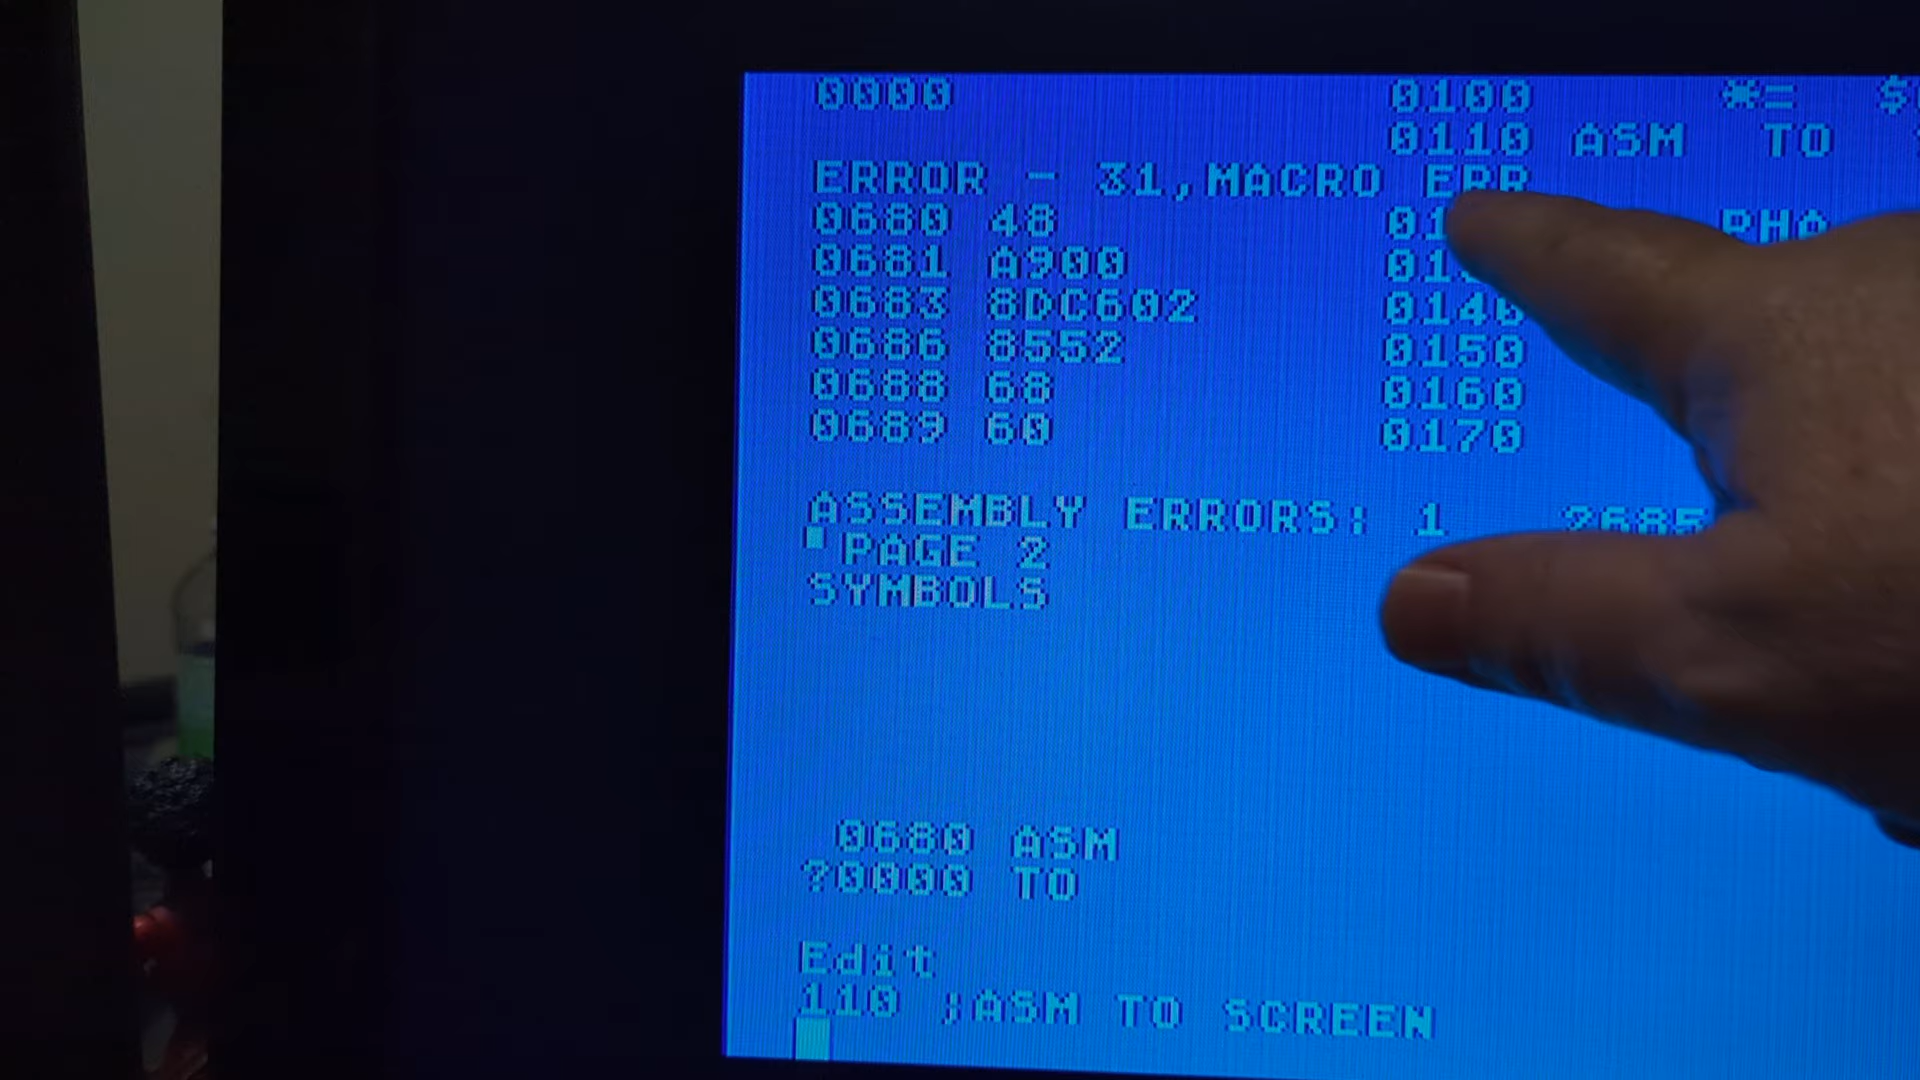 0000 0100 *= $
0110 ASM TO
ERROR - 31,MACRO ERR
0680 48 PHA
0681 A900
0683 8DC602 0140
0686 8552 0150
0688 68 0160
0689 60 0170
ASSEMBLY ERRORS: 1 ?685
PAGE 2
SYMBOLS
0680 ASM
?0000 TO
Edit
110 ;ASM TO SCREEN